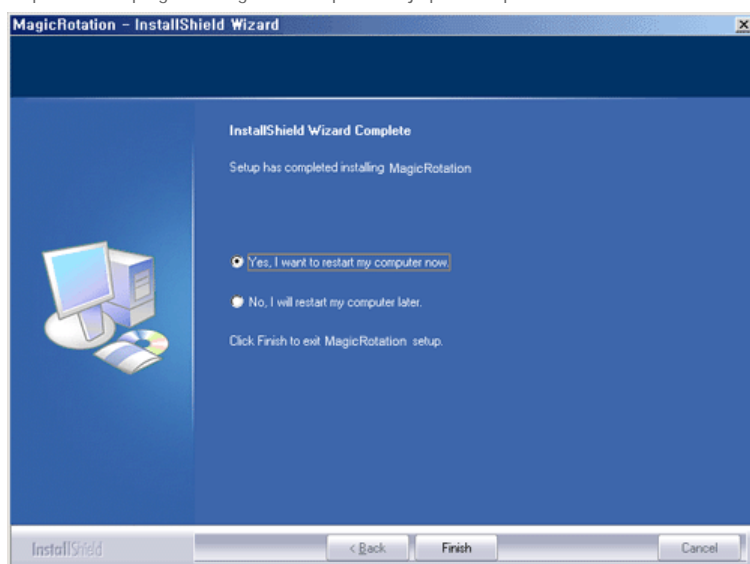 MagicRotation - InstallShield Wizard
InstallShield Wizard Complete
Setup has completed installing MagicRotation
Yes, I want to restart my computer now.
No, I will restart my computer later.
Click Finish to exit MagicRotation setup.
InstallShield
< Back
Finish
Cancel